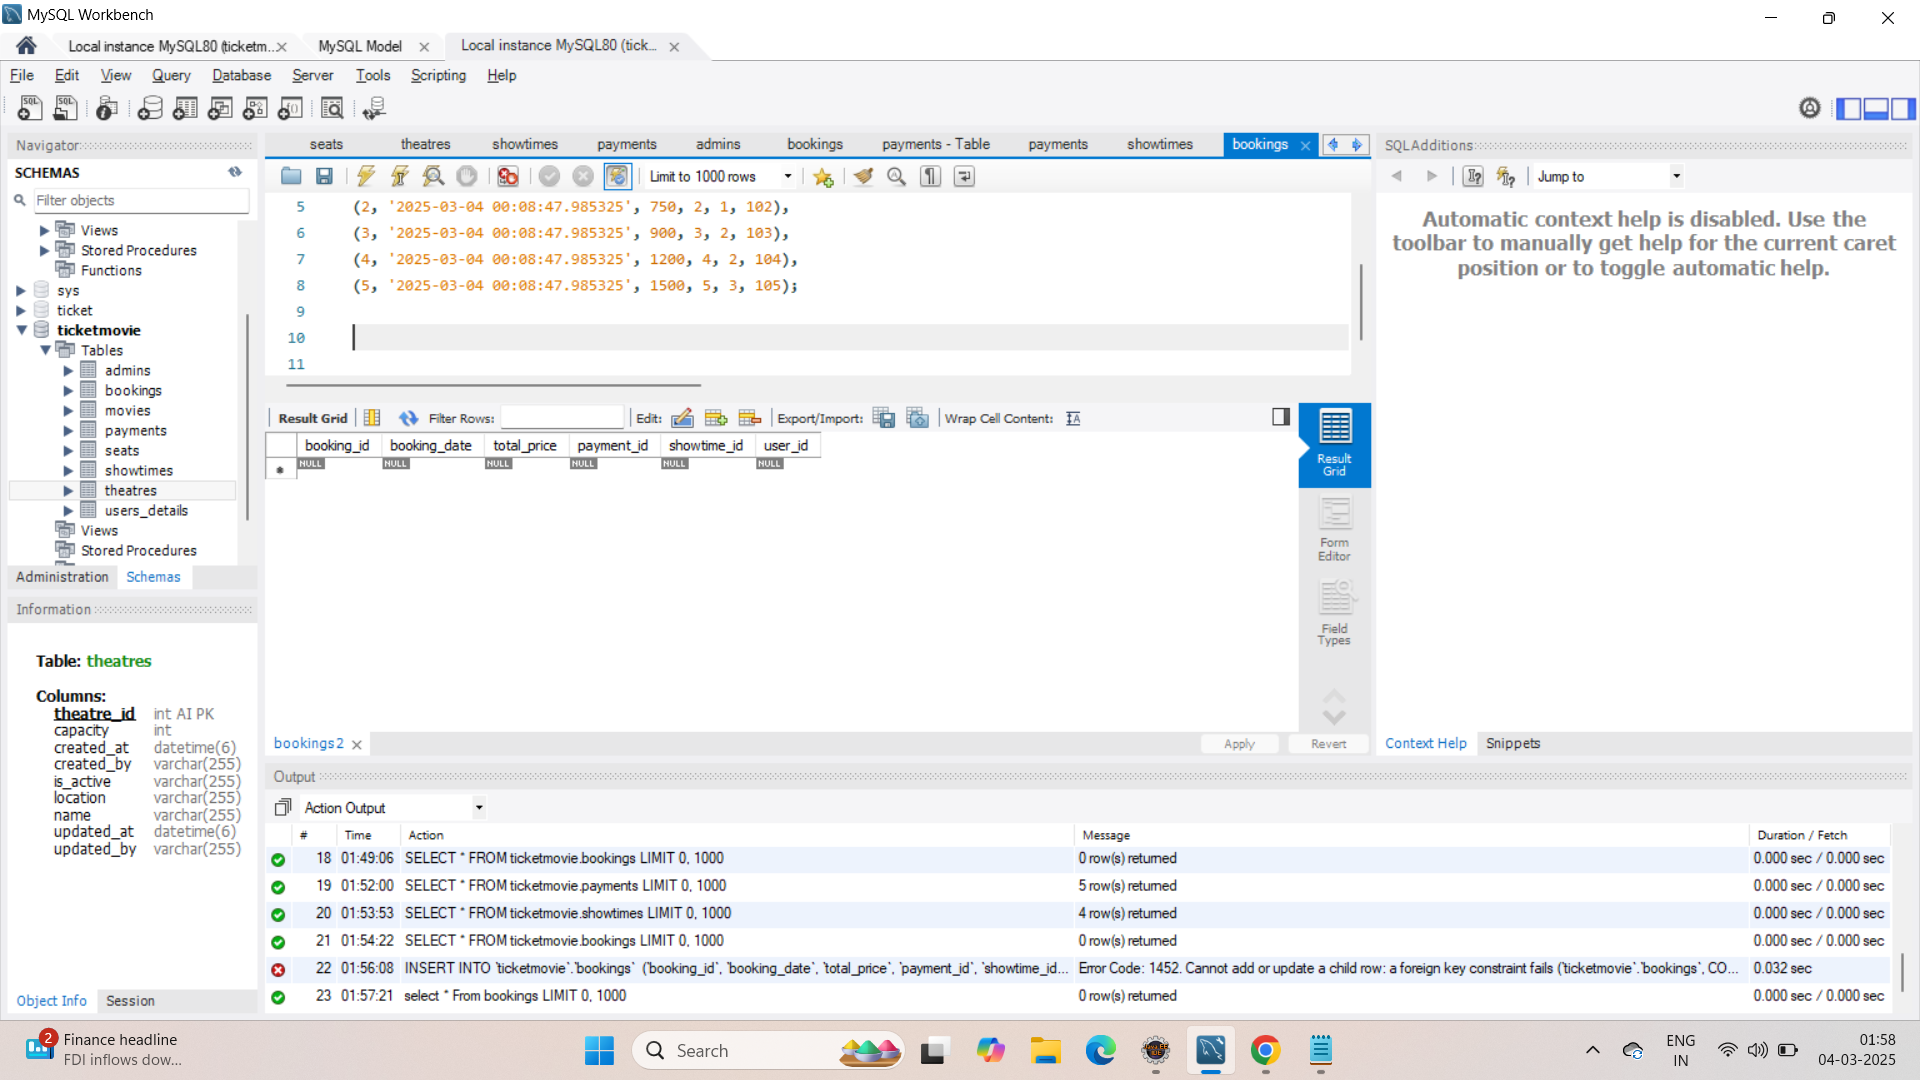 MySQL Workbench
Local instance MySQL80 (ticketm...
MySQL Model
Local instance MySQL80 (tick...
File Edit View Query Database Server Tools Scripting Help
Navigator
SCHEMAS
Filter objects
Views
Stored Procedures
Functions
sys
ticket
ticketmovie
Tables
admins
bookings
movies
payments
seats
showtimes
theatres
users_details
Views
Stored Procedures
Administration Schemas
Information
Table: theatres
Columns:
theatre_id int AI PK
capacity int
created_at datetime(6)
created_by varchar(255)
is_active varchar(255)
location varchar(255)
name varchar(255)
updated_at datetime(6)
updated_by varchar(255)
Object Info Session
seats theatres showtimes payments admins bookings payments - Table payments showtimes bookings
Limit to 1000 rows
5 (2, '2025-03-04 00:08:47.985325', 750, 2, 1, 102),
6 (3, '2025-03-04 00:08:47.985325', 900, 3, 2, 103),
7 (4, '2025-03-04 00:08:47.985325', 1200, 4, 2, 104),
8 (5, '2025-03-04 00:08:47.985325', 1500, 5, 3, 105);
9
10
11
Result Grid Filter Rows: Edit: Export/Import: Wrap Cell Content:
booking_id booking_date total_price payment_id showtime_id user_id
NULL NULL NULL NULL NULL NULL
Result Grid
Form Editor
Field Types
bookings 2
Apply Revert
SQLAdditions
Jump to
Automatic context help is disabled. Use the
toolbar to manually get help for the current caret
position or to toggle automatic help.
Context Help Snippets
Output
Action Output
# Time Action Message Duration / Fetch
18 01:49:06 SELECT * FROM ticketmovie.bookings LIMIT 0, 1000 0 row(s) returned 0.000 sec / 0.000 sec
19 01:52:00 SELECT * FROM ticketmovie.payments LIMIT 0, 1000 5 row(s) returned 0.000 sec / 0.000 sec
20 01:53:53 SELECT * FROM ticketmovie.showtimes LIMIT 0, 1000 4 row(s) returned 0.000 sec / 0.000 sec
21 01:54:22 SELECT * FROM ticketmovie.bookings LIMIT 0, 1000 0 row(s) returned 0.000 sec / 0.000 sec
22 01:56:08 INSERT INTO `ticketmovie`.`bookings` (`booking_id`, `booking_date`, `total_price`, `payment_id`, `showtime_id... Error Code: 1452. Cannot add or update a child row: a foreign key constraint fails (`ticketmovie`.`bookings`, CO... 0.032 sec
23 01:57:21 select * From bookings LIMIT 0, 1000 0 row(s) returned 0.000 sec / 0.000 sec
2
Finance headline
FDI inflows dow...
Search
ENG
IN
01:58
04-03-2025